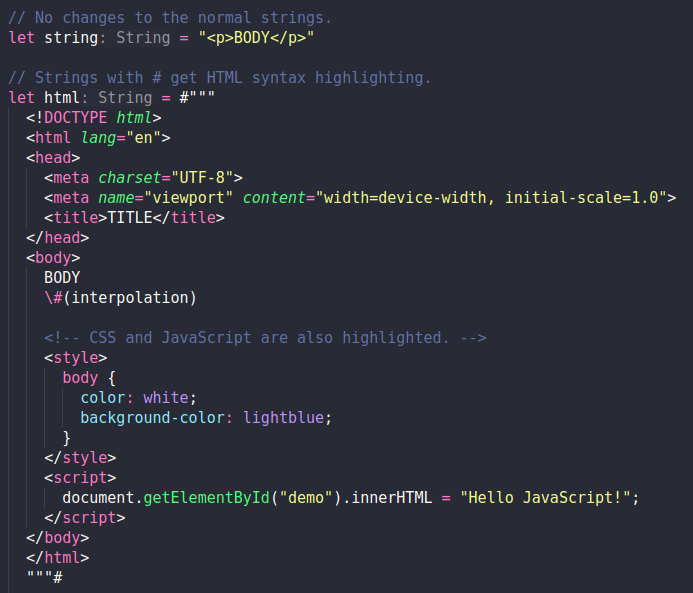 // No changes to the normal strings.
let string: String = "<p>BODY</p>"
// Strings with # get HTML syntax highlighting.
let html: String = #"""
<!DOCTYPE html>
<html lang="en">
<head>
<meta charset="UTF-8">
<meta name="viewport" content="width=device-width, initial-scale=1.0">
<title>TITLE</title>
</head>
<body>
BODY
\#(interpolation)
<!-- CSS and JavaScript are also highlighted. -->
<style>
body {
color: white;
background-color: lightblue;
}
</style>
<script>
document.getElementById("demo").innerHTML = "Hello JavaScript!";
</script>
</body>
</html>
"""#